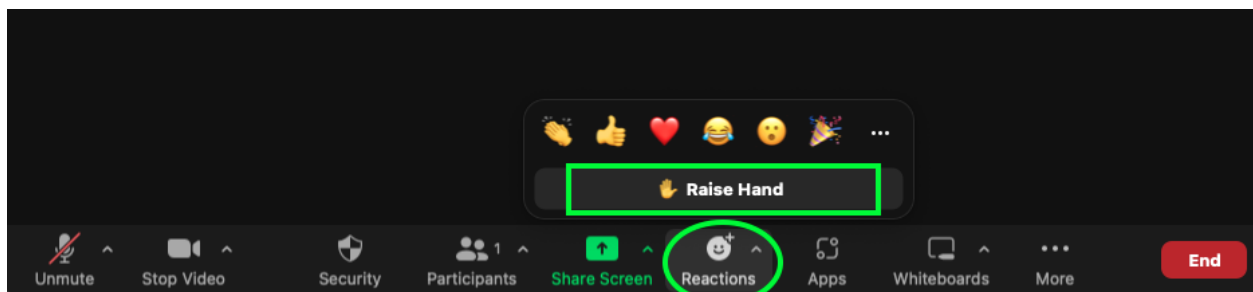 Raise Hand
1
Unmute Stop Video Security Participants Share Screen Reactions Apps Whiteboards More End